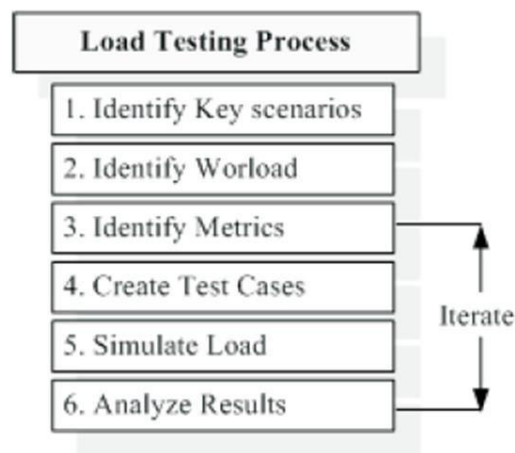 Load Testing Process
1. Identify Key scenarios
2. Identify Worload
3. Identify Metrics
4. Create Test Cases
Iterate
5. Simulate Load
6. Analyze Results